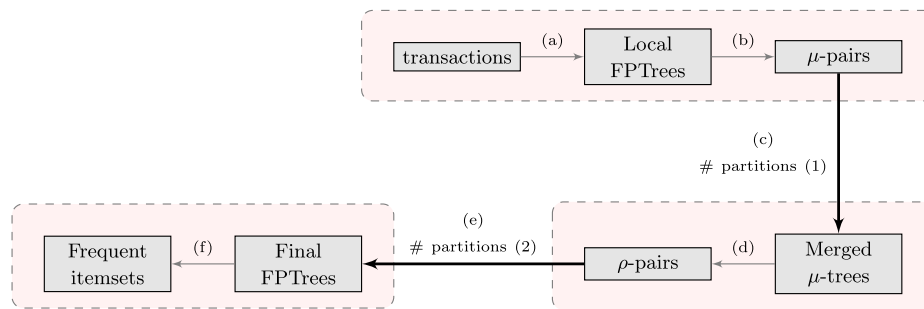 (a)
(b)
transactions
Local
FPTrees
μ-pairs
(c)
# partitions (1)
(e)
# partitions (2)
Frequent
itemsets
(f)
Final
FPTrees
ρ-pairs
(d)
Merged
μ-trees